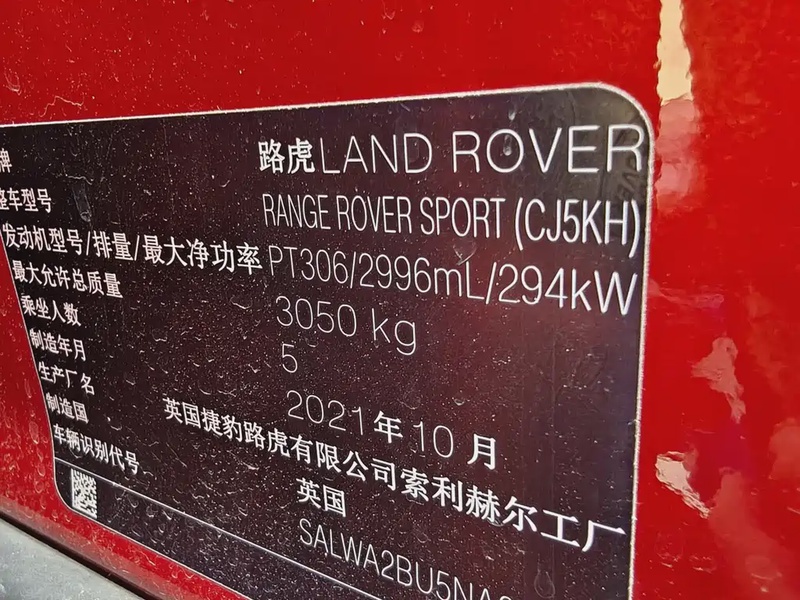 牌 路虎LAND ROVER
整车型号 RANGE ROVER SPORT (CJ5KH)
发动机型号/排量/最大净功率 PT306/2996mL/294kW
最大允许总质量 3050 kg
乘坐人数 5
制造年月 2021年10月
生产厂名 英国捷豹路虎有限公司索利赫尔工厂
制造国 英国
车辆识别代号 SALWA2BU5NA